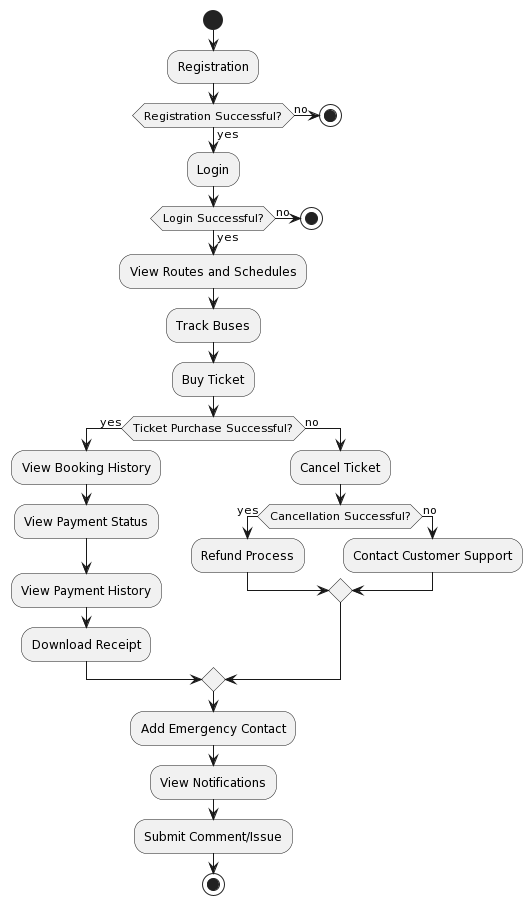 Registration
Registration Successful?
no
yes
Login
Login Successful?
no
yes
View Routes and Schedules
Track Buses
Buy Ticket
yes
Ticket Purchase Successful?
no
View Booking History
Cancel Ticket
yes
Cancellation Successful?
no
View Payment Status
Refund Process
Contact Customer Support
View Payment History
Download Receipt
Add Emergency Contact
View Notifications
Submit Comment/Issue